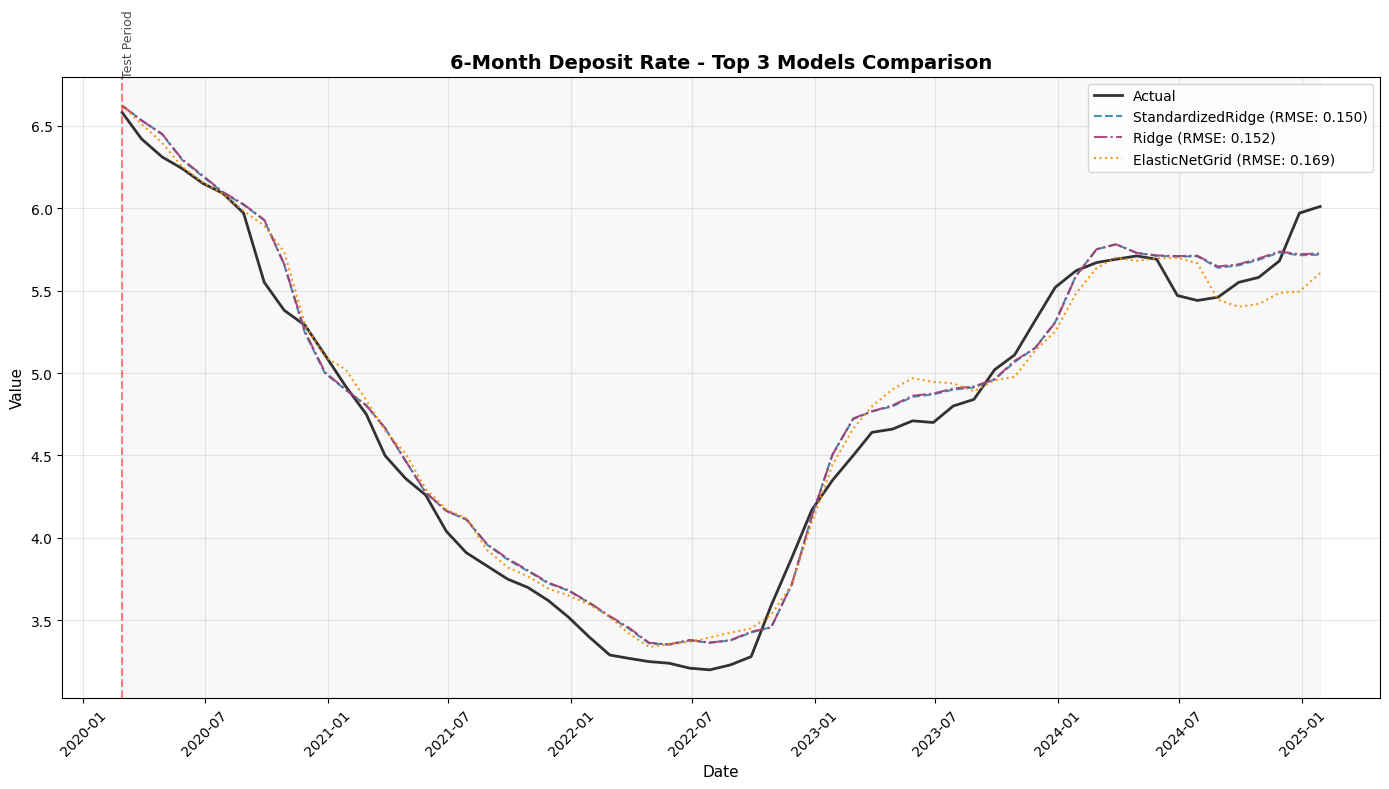 Test Period
6-Month Deposit Rate - Top 3 Models Comparison
Actual
StandardizedRidge (RMSE: 0.150)
Ridge (RMSE: 0.152)
ElasticNetGrid (RMSE: 0.169)
Value
6.5
6.0
5.5
5.0
4.5
4.0
3.5
2020-01
2020-07
2021-01
2021-07
2022-01
2022-07
2023-01
2023-07
2024-01
2024-07
2025-01
Date